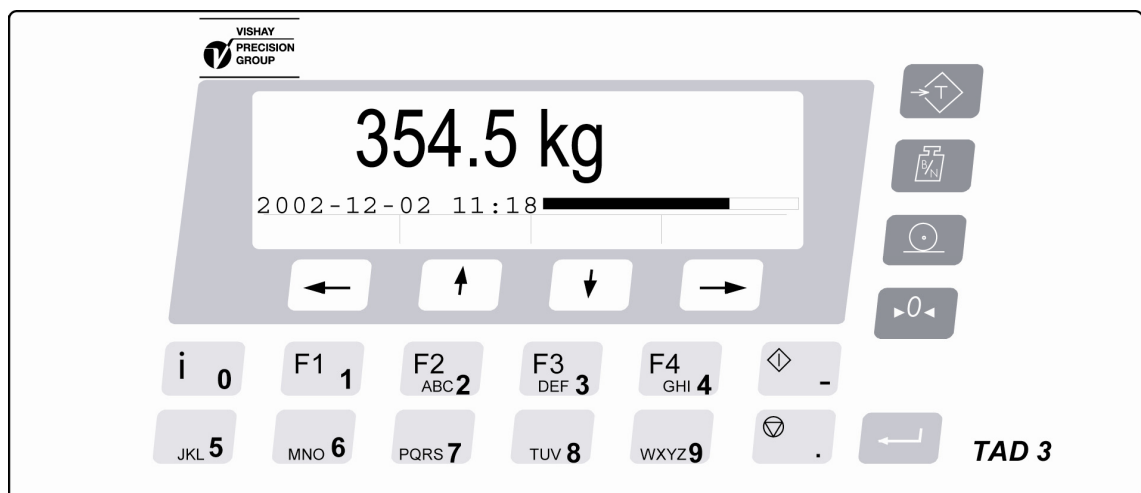 VISHAY
PRECISION
GROUP
354.5 kg
2002-12-02 11:18
T
B/N
▸0◂
i 0
F1 1
F2 ABC 2
F3 DEF 3
F4 GHI 4
-
JKL 5
MNO 6
PQRS 7
TUV 8
WXYZ 9
.
TAD 3